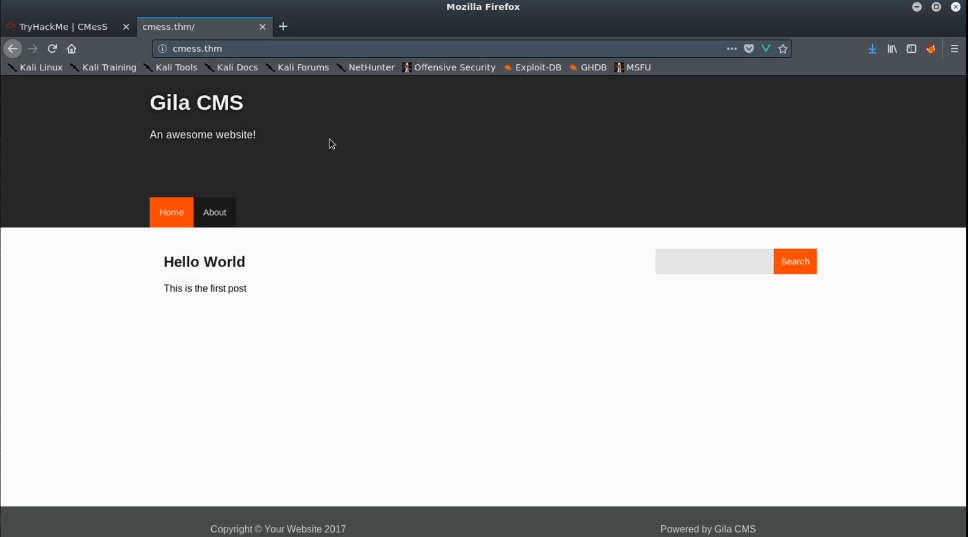 Mozilla Firefox
TryHackMe | CMesS
cmess.thm/
cmess.thm
Kali Linux Kali Training Kali Tools Kali Docs Kali Forums NetHunter Offensive Security Exploit-DB GHDB MSFU
Gila CMS
An awesome website!
Home About
Hello World
Search
This is the first post
Copyright © Your Website 2017
Powered by Gila CMS